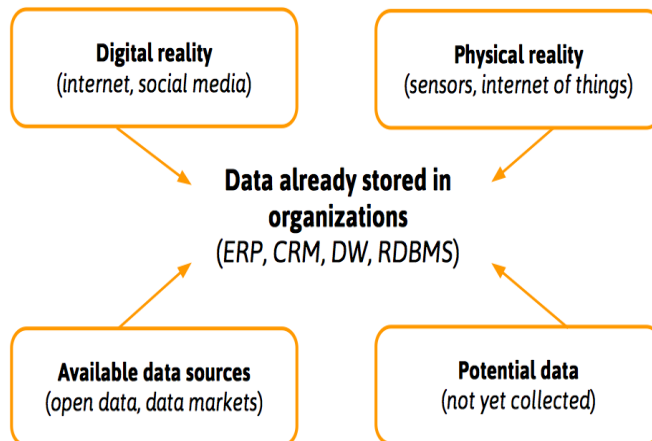 Digital reality
(internet, social media)
Physical reality
(sensors, internet of things)
Data already stored in
organizations
(ERP, CRM, DW, RDBMS)
Available data sources
(open data, data markets)
Potential data
(not yet collected)